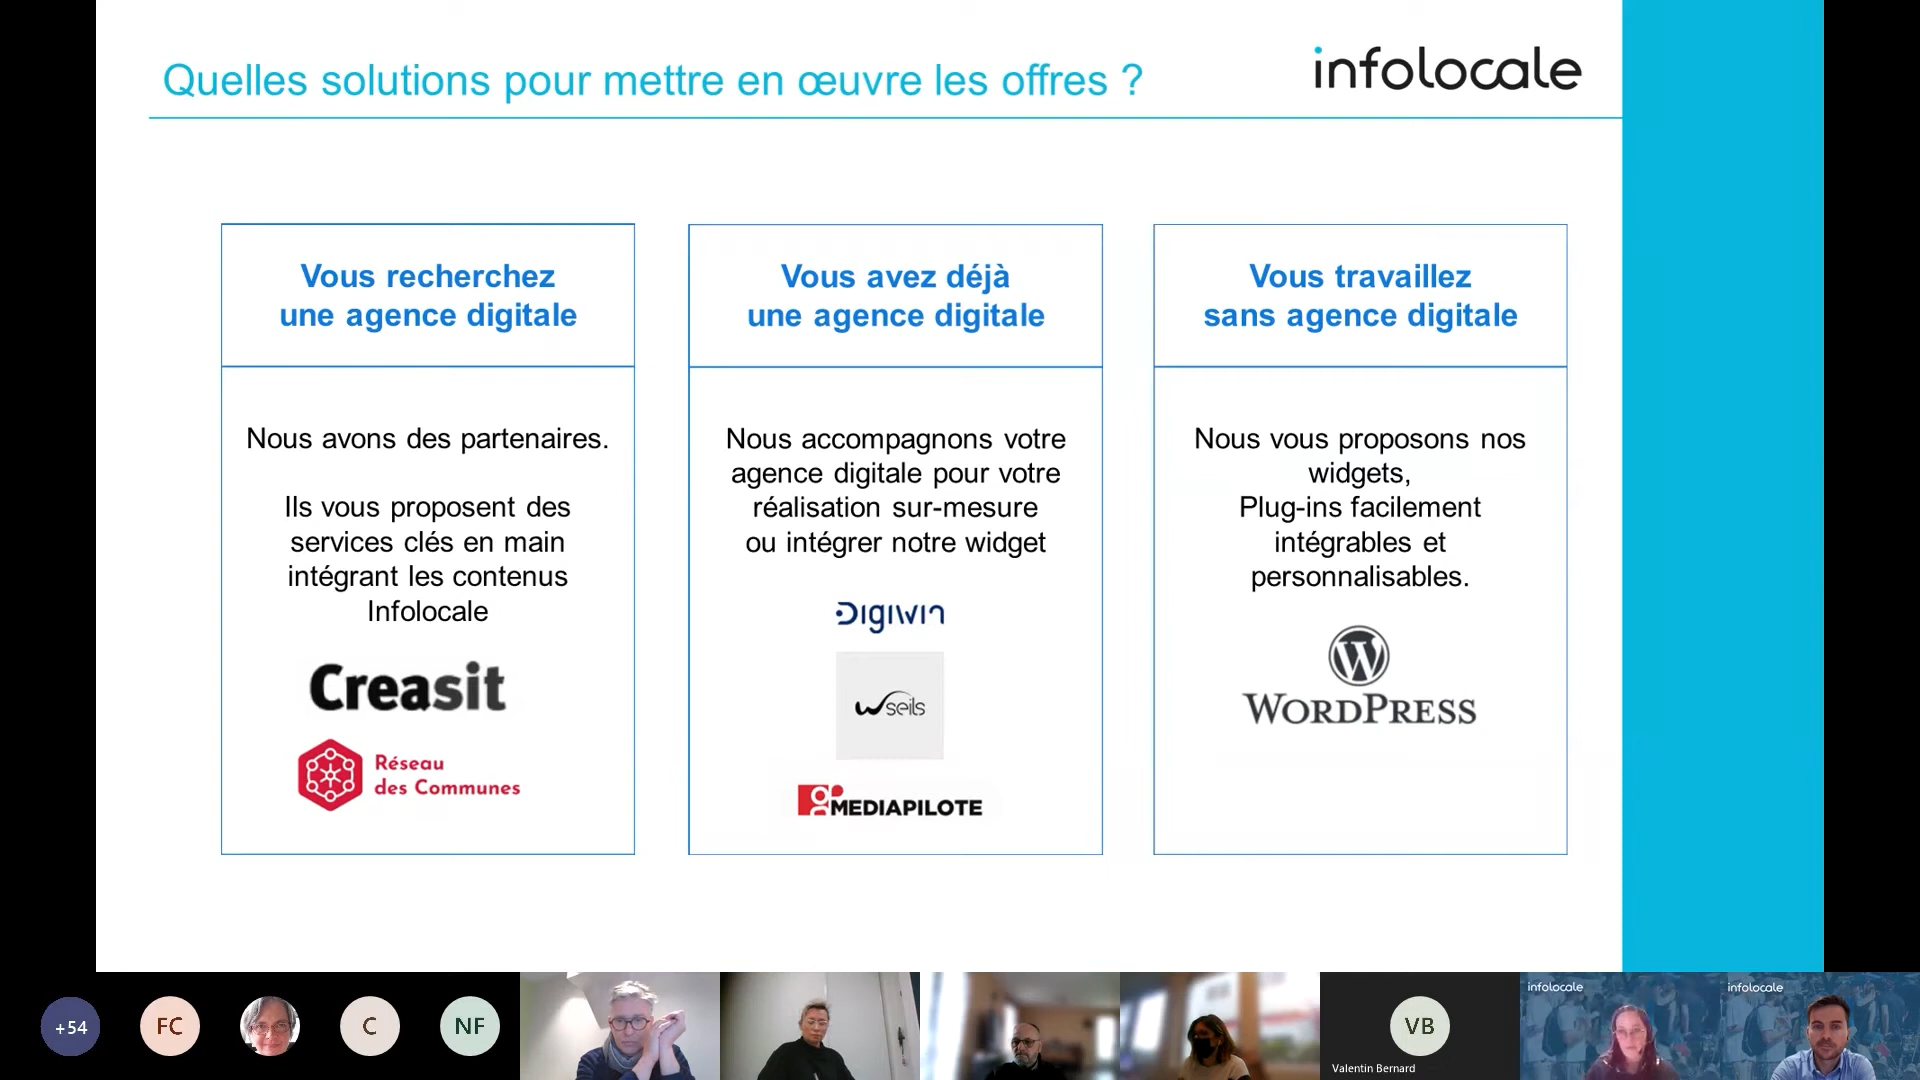 Quelles solutions pour mettre en œuvre les offres ?
infolocale
Vous recherchez
une agence digitale
Nous avons des partenaires.
Ils vous proposent des
services clés en main
intégrant les contenus
Infolocale
Creasit
Réseau
des Communes
Vous avez déjà
une agence digitale
Nous accompagnons votre
agence digitale pour votre
réalisation sur-mesure
ou intégrer notre widget
Digiwin
wseils
MEDIAPILOTE
Vous travaillez
sans agence digitale
Nous vous proposons nos
widgets,
Plug-ins facilement
intégrables et
personnalisables.
WORDPRESS
+54
FC
C
NF
VB
Valentin Bernard
infolocale
infolocale